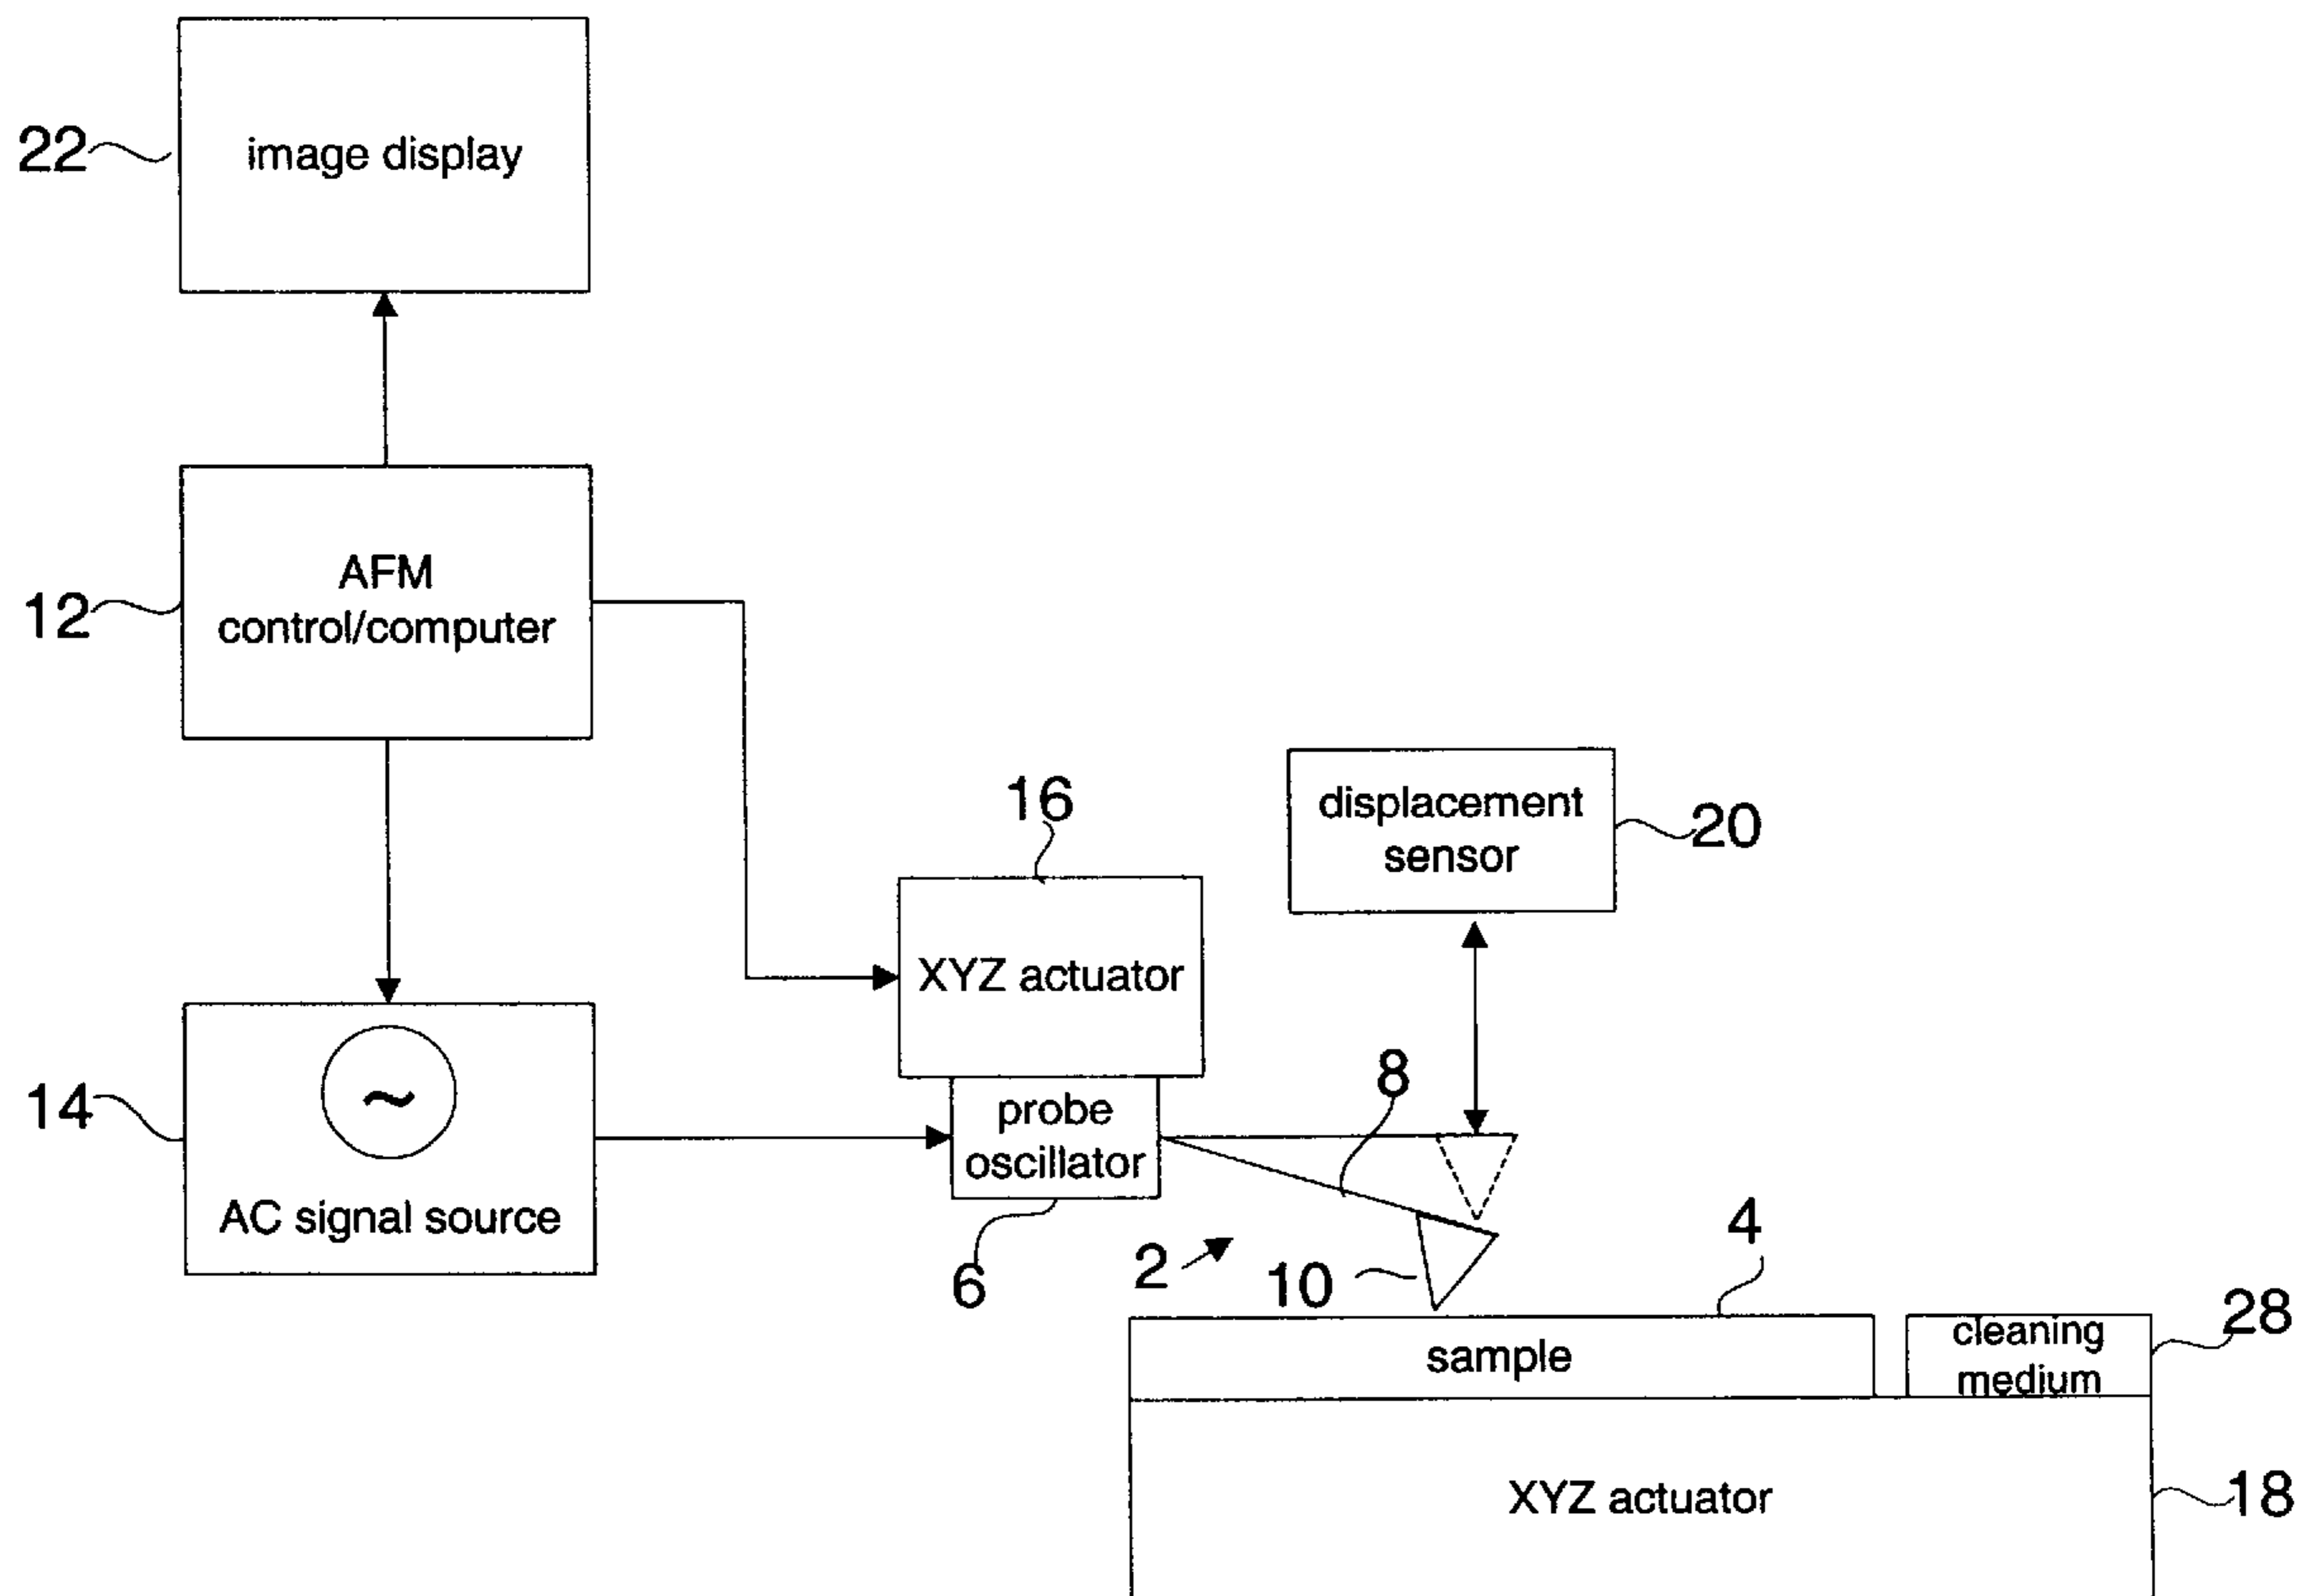 22
image display
AFM
12
control/computer
16
displacement
20
sensor
XYZ actuator
8
14
~
probe
oscillator
AC signal source
4
2
10
6
28
cleaning
sample
medium
XYZ actuator
18